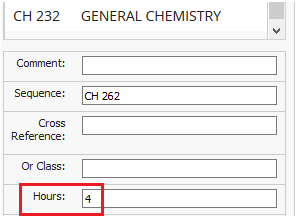 CH 232 GENERAL CHEMISTRY
Comment:
Sequence: CH 262
Cross
Reference:
Or Class:
Hours: 4